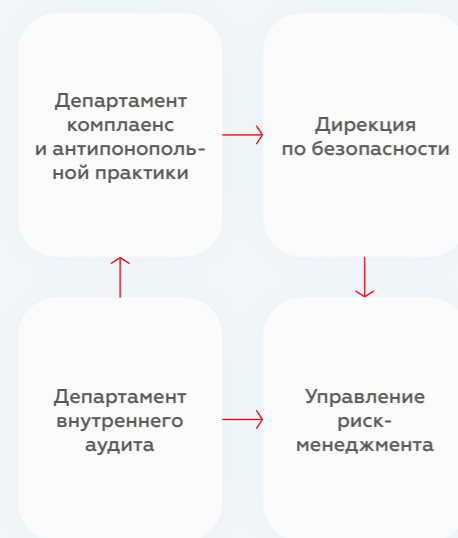 Департамент
комплаенс
и антипонополь-
ной практики
Дирекция
по безопасности
Департамент
внутреннего
аудита
Управление
риск-
менеджмента